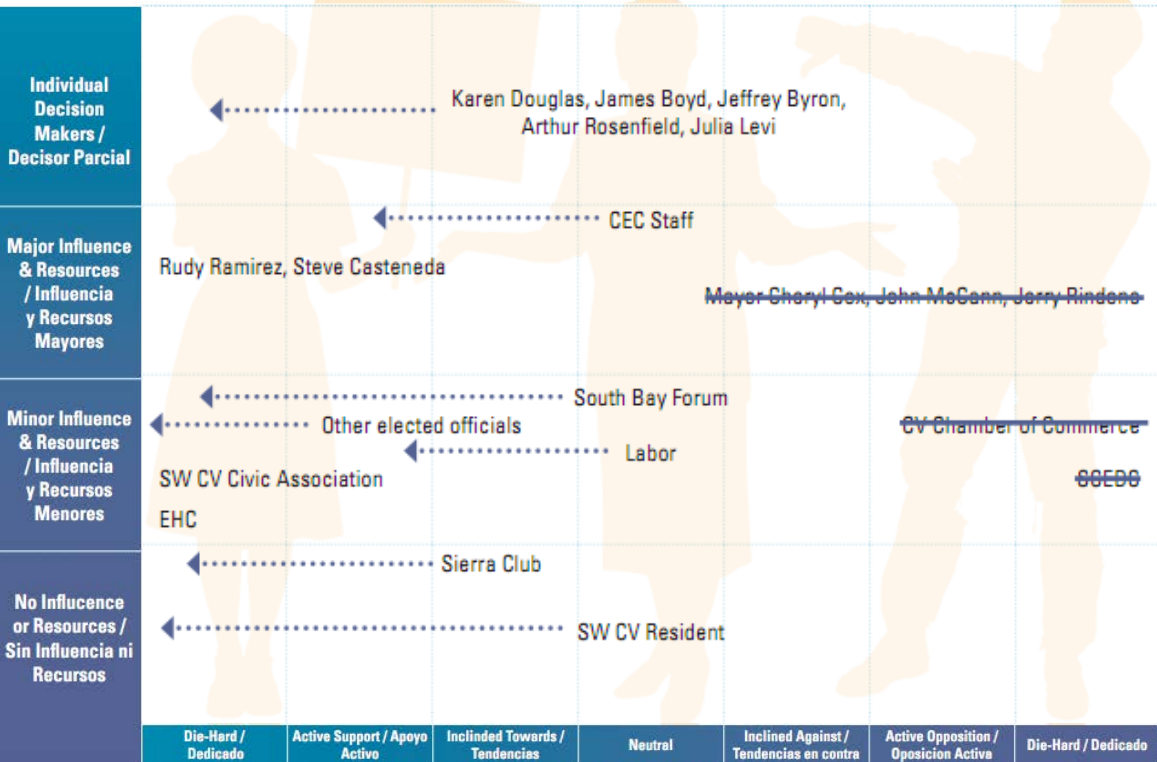 Individual
Decision
Makers /
Decisor Parcial
Karen Douglas, James Boyd, Jeffrey Byron,
Arthur Rosenfield, Julia Levi
Major Influence
& Resources
/ Influencia
y Recursos
Mayores
CEC Staff
Rudy Ramirez, Steve Casteneda
Mayor Cheryl Cox, John McCann, Jerry Rindone
Minor Influence
& Resources
/ Influencia
y Recursos
Menores
South Bay Forum
Other elected officials
CV Chamber of Commerce
Labor
SW CV Civic Association
EHC
No Influcence
or Resources /
Sin Influencia ni
Recursos
Sierra Club
SW CV Resident
Die-Hard /
Dedicado
Active Support / Apoyo
Activo
Inclinded Towards /
Tendencias
Neutral
Inclined Against /
Tendencias en contra
Active Opposition /
Oposicion Activa
Die-Hard / Dedicado